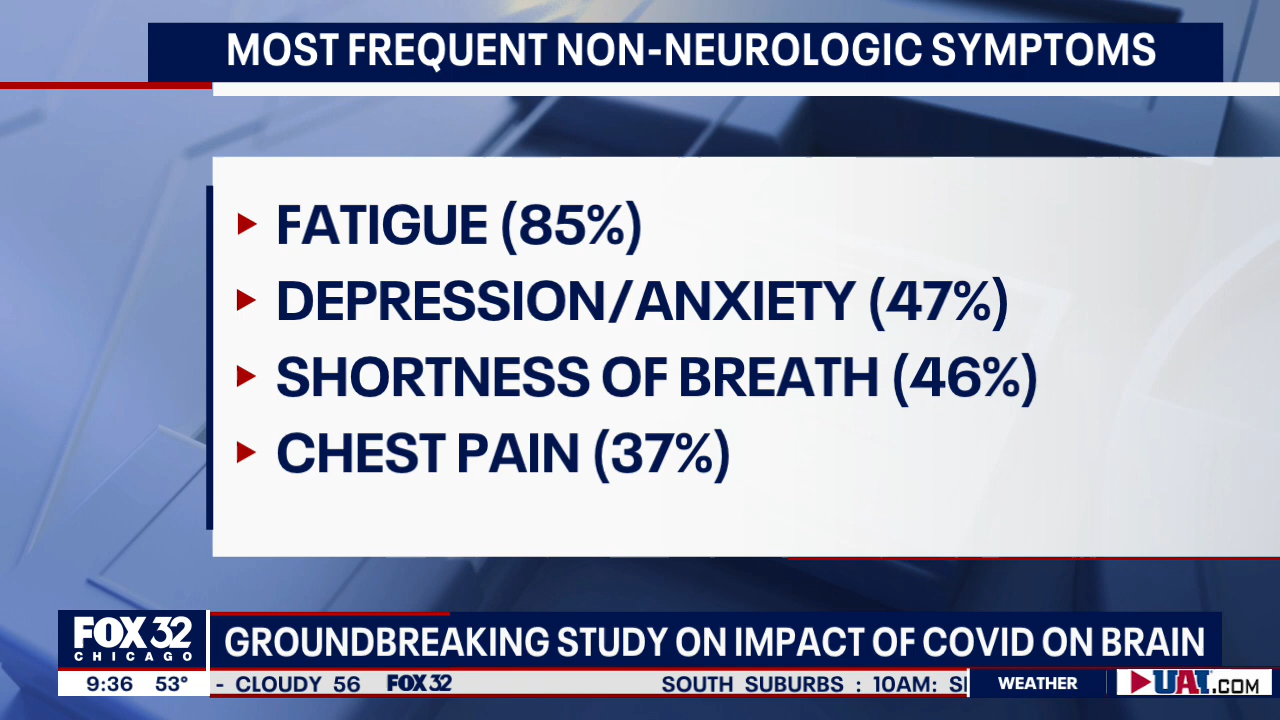 MOST FREQUENT NON-NEUROLOGIC SYMPTOMS
FATIGUE (85%)
DEPRESSION/ANXIETY (47%)
SHORTNESS OF BREATH (46%)
CHEST PAIN (37%)
FOX 32
CHICAGO
GROUNDBREAKING STUDY ON IMPACT OF COVID ON BRAIN
9:36 53° - CLOUDY 56 FOX 32 SOUTH SUBURBS : 10AM: WEATHER UAT.COM